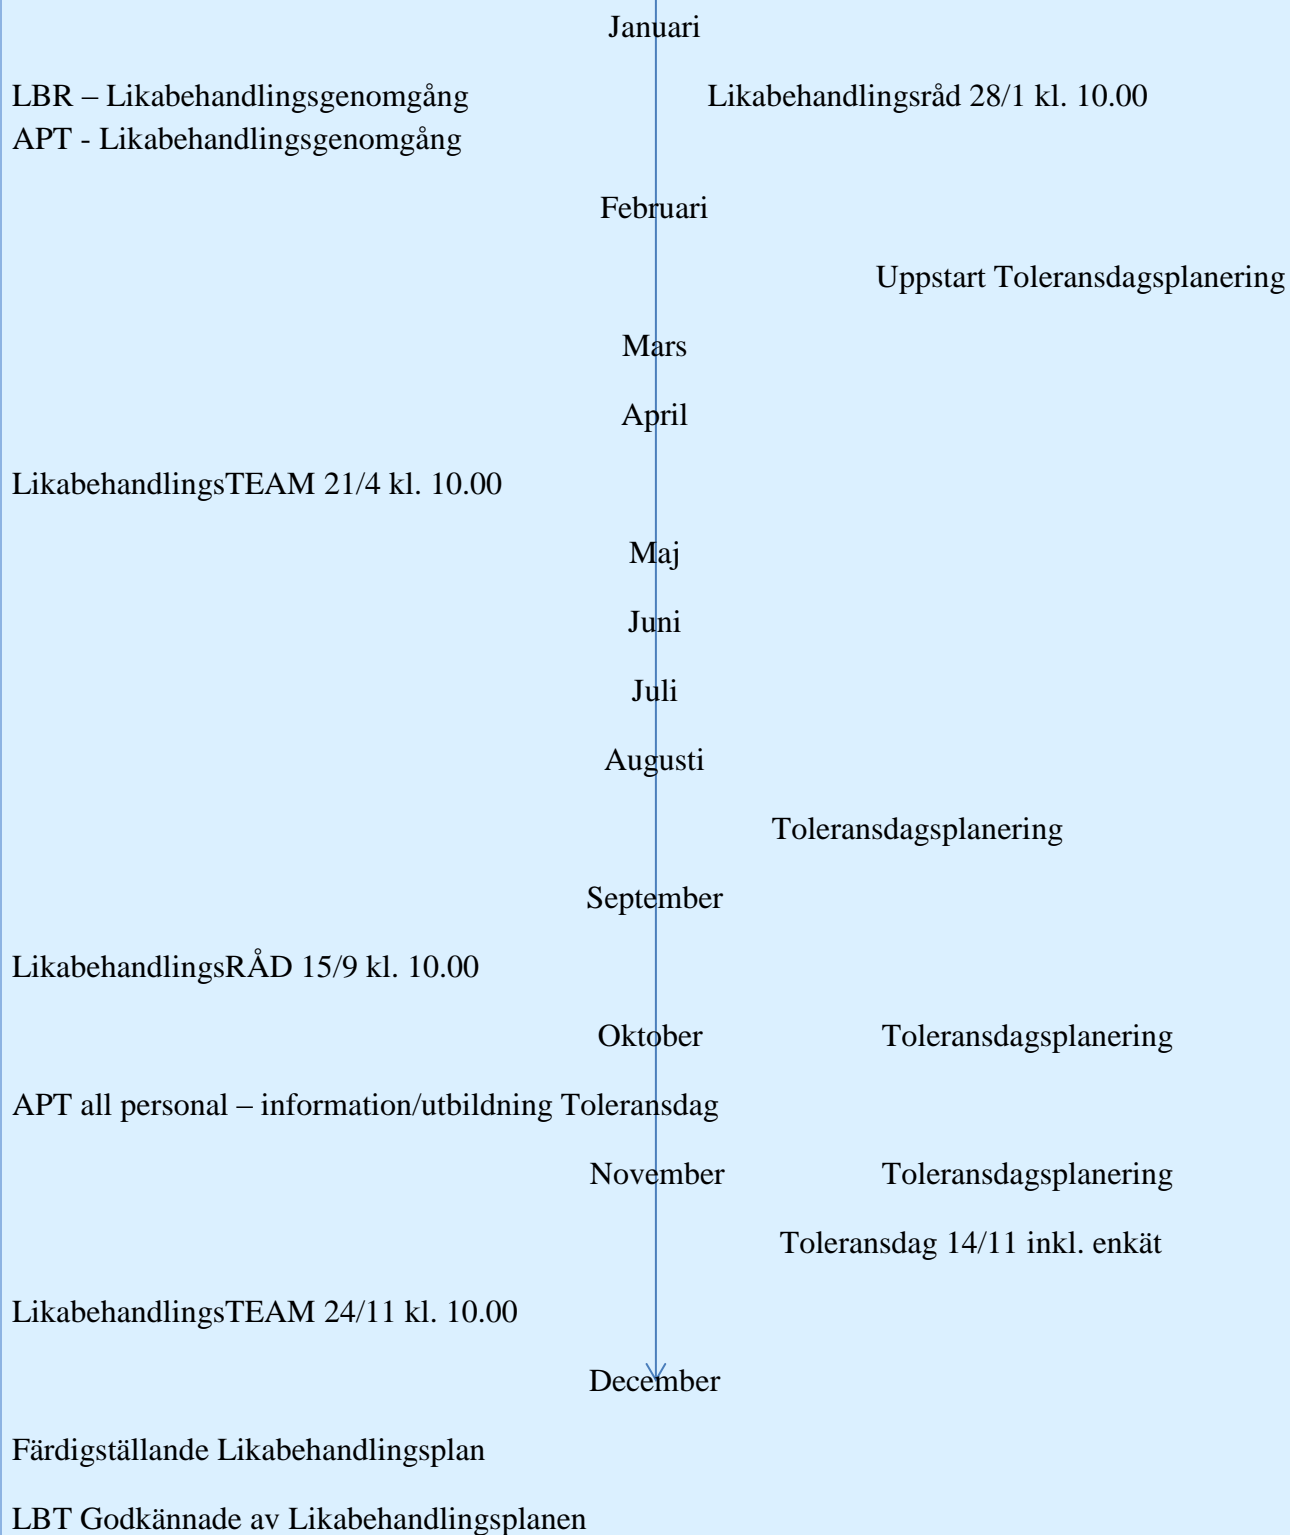 Januari
LBR – Likabehandlingsgenomgång Likabehandlingsråd 28/1 kl. 10.00
APT - Likabehandlingsgenomgång
Februari
Uppstart Toleransdagsplanering
Mars
April
LikabehandlingsTEAM 21/4 kl. 10.00
Maj
Juni
Juli
Augusti
Toleransdagsplanering
September
LikabehandlingsRÅD 15/9 kl. 10.00
Oktober Toleransdagsplanering
APT all personal – information/utbildning Toleransdag
November Toleransdagsplanering
Toleransdag 14/11 inkl. enkät
LikabehandlingsTEAM 24/11 kl. 10.00
December
Färdigställande Likabehandlingsplan
LBT Godkännade av Likabehandlingsplanen